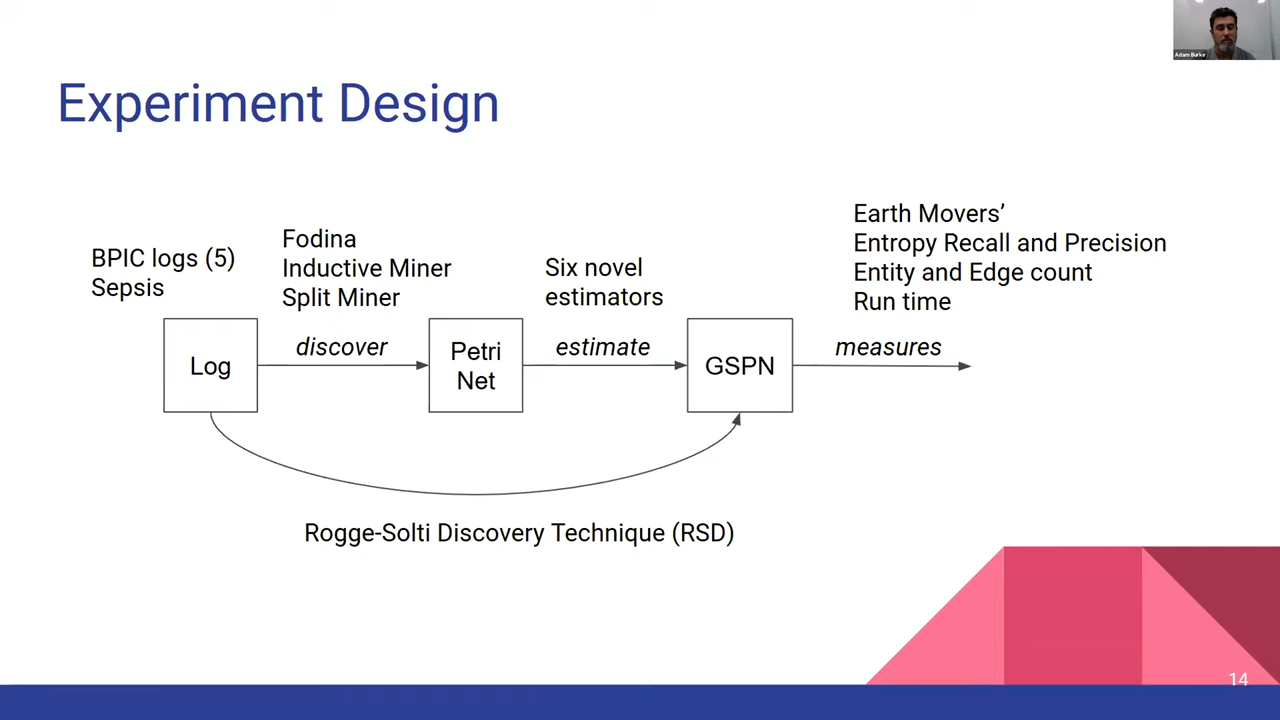 Adam Burke
Experiment Design
BPIC logs (5)
Sepsis
Fodina
Inductive Miner
Split Miner
Six novel
estimators
Earth Movers’
Entropy Recall and Precision
Entity and Edge count
Run time
Log
discover
Petri
Net
estimate
GSPN
measures
Rogge-Solti Discovery Technique (RSD)
14